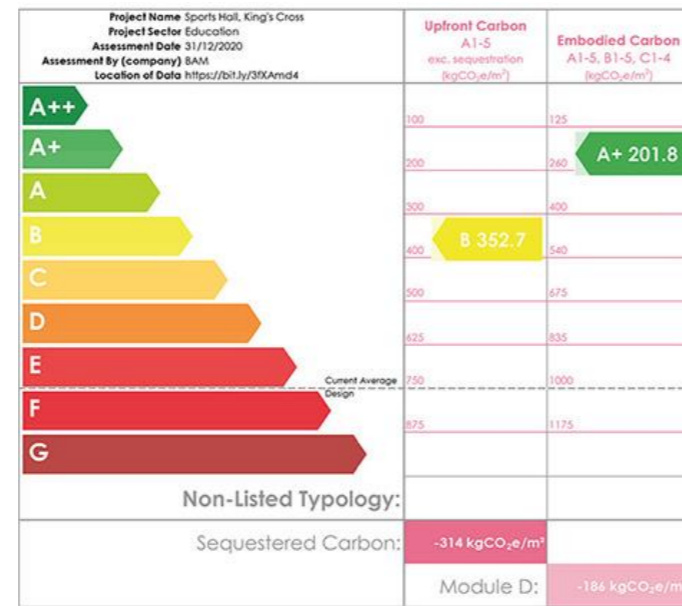 Project Name Sports Hall, King's Cross
Project Sector Education
Assessment Date 31/12/2020
Assessment By (company) BAM
Location of Data https://bit.ly/3fXAmd4
Upfront Carbon
A1-5
exc. sequestration
(kgCO₂e/m²)
Embodied Carbon
A1-5, B1-5, C1-4
(kgCO₂e/m²)
A++
100 125
A+
A+ 201.8
200 260
A
300 400
B
B 352.7
400 540
C
500 675
D
625 835
E
Current Average
750 1000
Design
F
875 1175
G
Non-Listed Typology:
Sequestered Carbon: -314 kgCO₂e/m²
Module D: -186 kgCO₂e/m